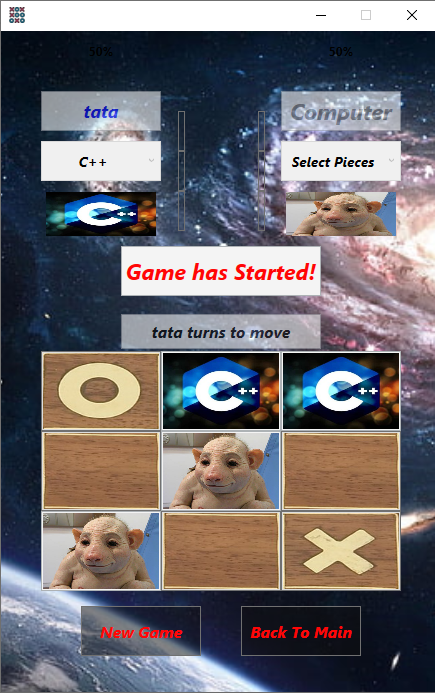 50%
50%
tata
Computer
C++
Select Pieces
C++
Game has Started!
tata turns to move
C++
C++
New Game
Back To Main